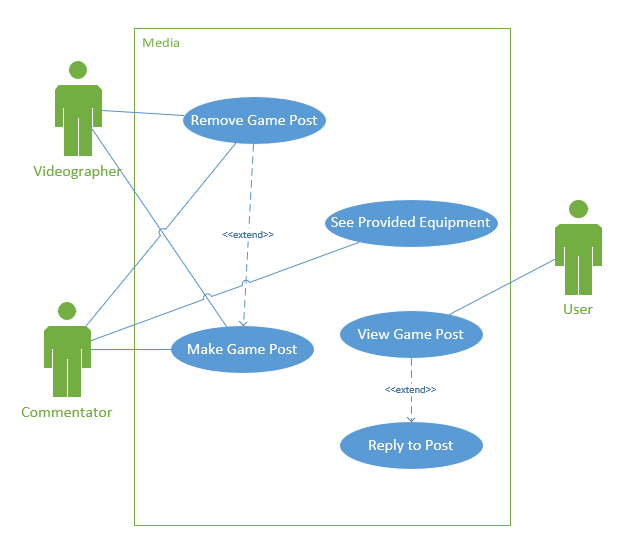 Media
Remove Game Post
Videographer
See Provided Equipment
<<extend>>
User
View Game Post
Make Game Post
<<extend>>
Commentator
Reply to Post